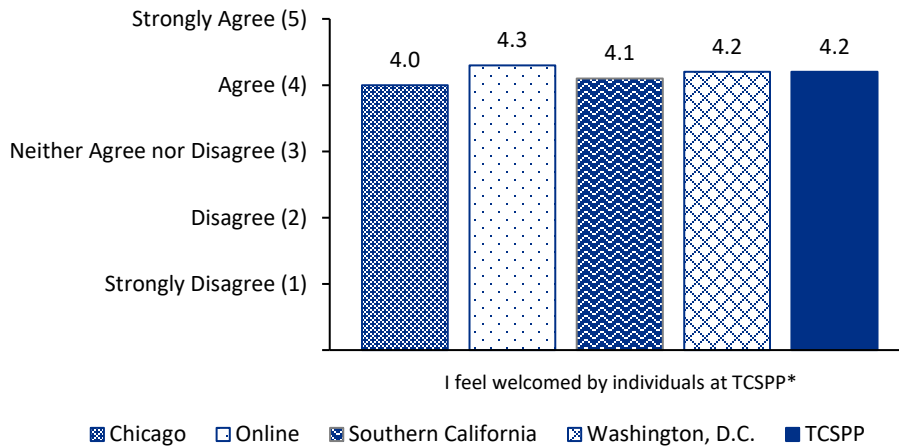 Strongly Agree (5)
Agree (4)
Neither Agree nor Disagree (3)
Disagree (2)
Strongly Disagree (1)
4.0
4.3
4.1
4.2
4.2
I feel welcomed by individuals at TCSPP*
Chicago
Online
Southern California
Washington, D.C.
TCSPP